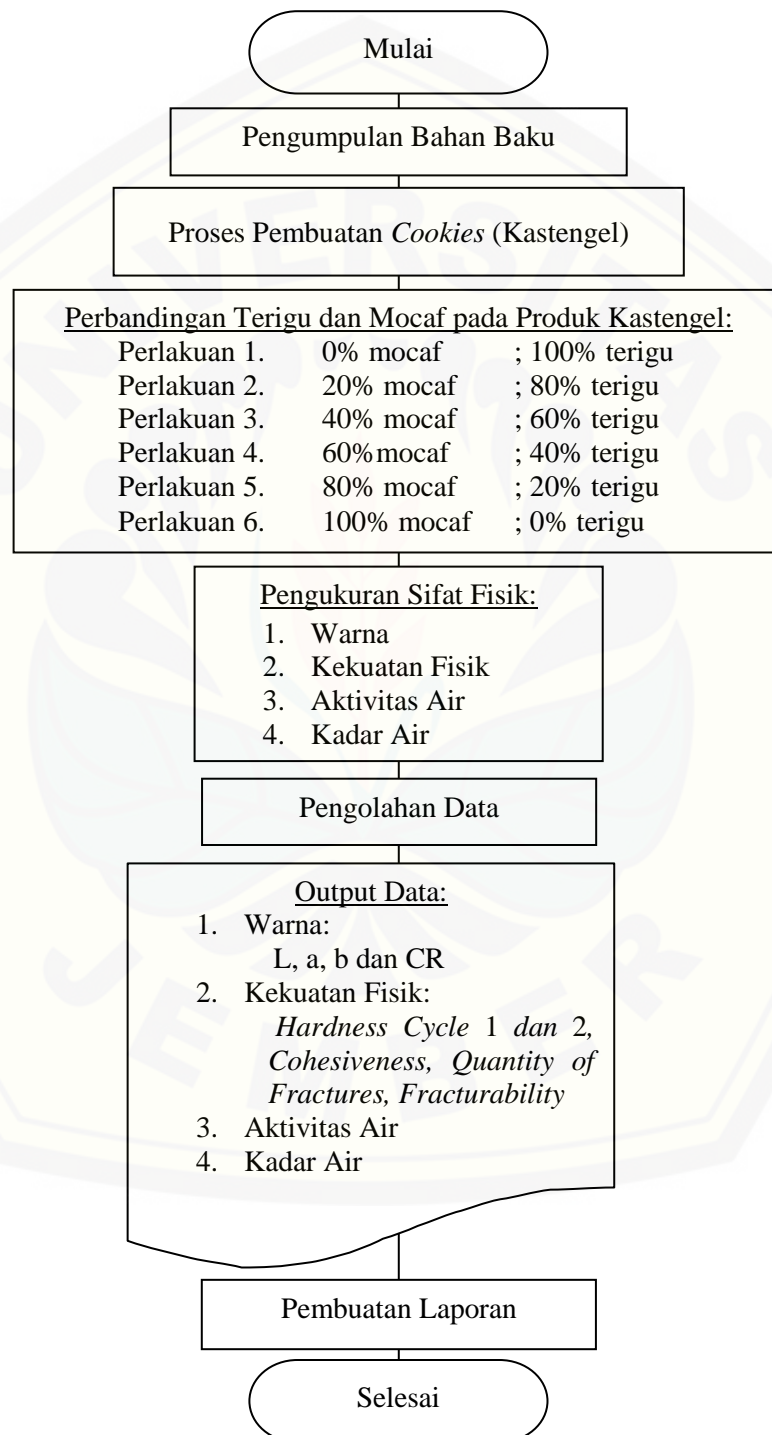 Mulai
Pengumpulan Bahan Baku
Proses Pembuatan Cookies (Kastengel)
Perbandingan Terigu dan Mocaf pada Produk Kastengel:
Perlakuan 1. 0% mocaf ; 100% terigu
Perlakuan 2. 20% mocaf ; 80% terigu
Perlakuan 3. 40% mocaf ; 60% terigu
Perlakuan 4. 60%mocaf ; 40% terigu
Perlakuan 5. 80% mocaf ; 20% terigu
Perlakuan 6. 100% mocaf ; 0% terigu
Pengukuran Sifat Fisik:
1. Warna
2. Kekuatan Fisik
3. Aktivitas Air
4. Kadar Air
Pengolahan Data
Output Data:
1. Warna:
L, a, b dan CR
2. Kekuatan Fisik:
Hardness Cycle 1 dan 2,
Cohesiveness, Quantity of
Fractures, Fracturability
3. Aktivitas Air
4. Kadar Air
Pembuatan Laporan
Selesai
UNIVERSITAS
JEMBER